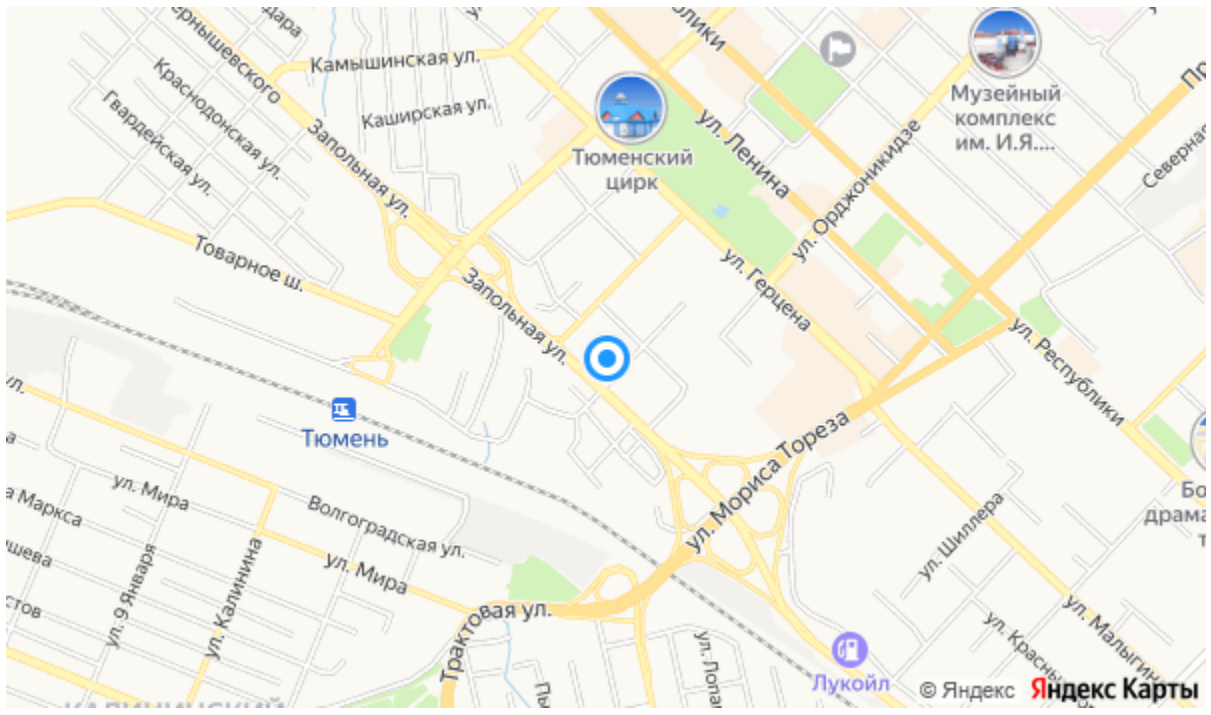 Камышинская ул.
Краснодонская ул.
Каширская ул.
Гвардейская ул.
Запольная ул.
Товарное ш.
Запольная ул.
Тюменский
цирк
ул. Ленина
Музейный
комплекс
им. И.Я....
ул. Орджоникидзе
ул. Герцена
ул. Республики
Тюмень
ул. Мориса Тореза
ул. Мира
Волгоградская ул.
ул. Мира
ул. 9 Января
ул. Калинина
Трактовая ул.
ул. Шиллера
Лукойл
© Яндекс Яндекс Карты